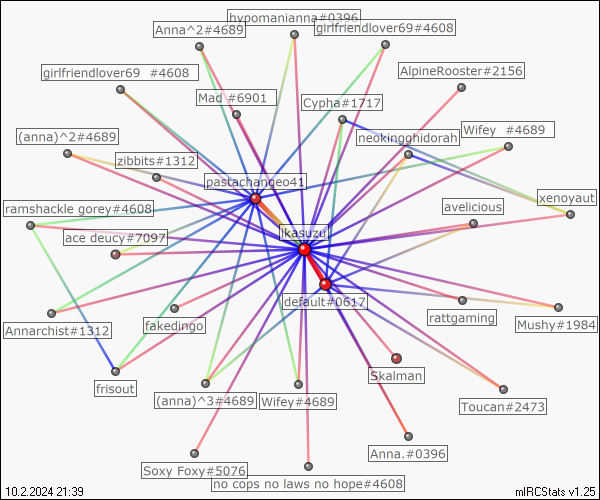 hypomanianna#0396
Anna^2#4689
girlfriendlover69#4608
girlfriendlover69 #4608
AlpineRooster#2156
Mad #6901
Cypha#1717
(anna)^2#4689
neokingghidorah
Wifey #4689
zibbits#1312
pastachangeo41
xenoyaut
ramshackle gorey#4608
avelicious
ikasuzu
ace deucy#7097
default#0617
Annarchist#1312
fakedingo
rattgaming
Mushy#1984
Skalman
frisout
(anna)^3#4689
Wifey#4689
Toucan#2473
Anna.#0396
Soxy Foxy#5076
no cops no laws no hope#4608
10.2.2024 21:39
mIRCStats v1.25